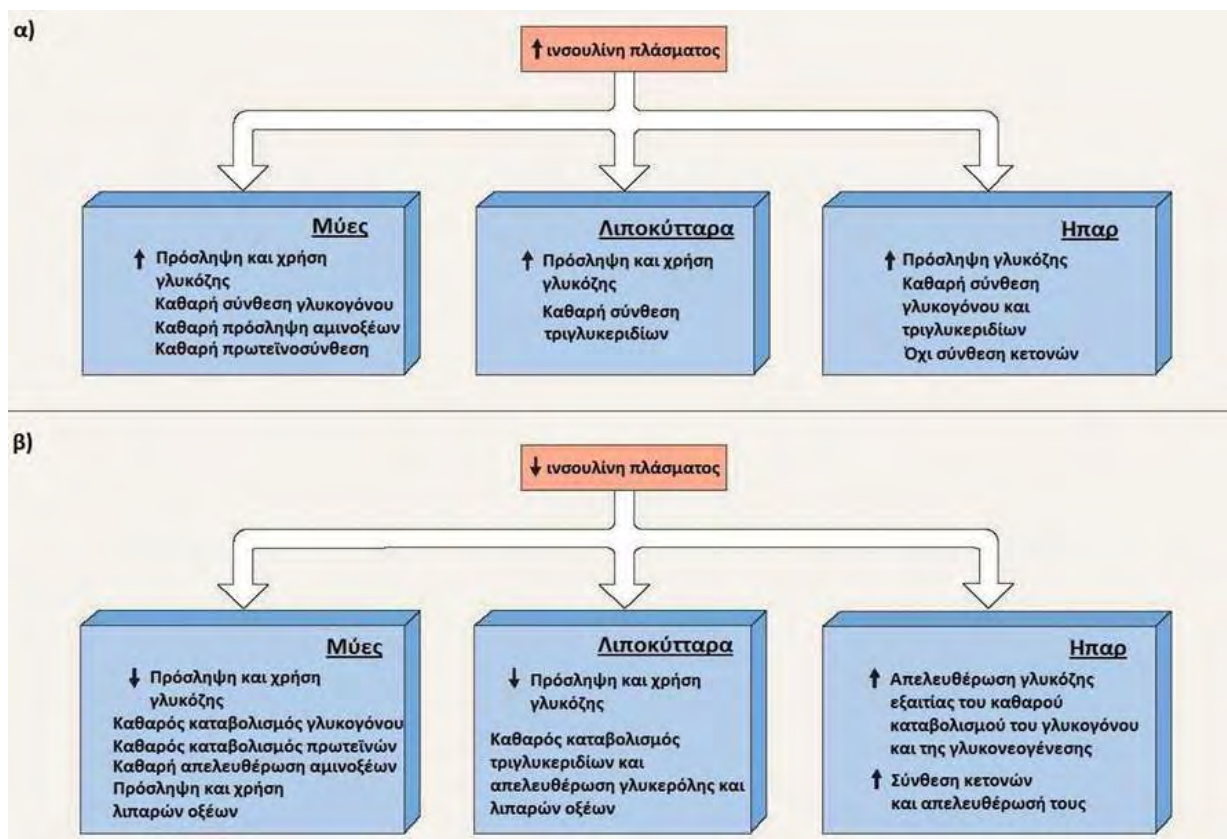 α)
↑ ινσουλίνη πλάσματος
Μύες
↑ Πρόσληψη και χρήση
γλυκόζης
Καθαρή σύνθεση γλυκογόνου
Καθαρή πρόσληψη αμινοξέων
Καθαρή πρωτεϊνοσύνθεση
Λιποκύτταρα
↑ Πρόσληψη και χρήση
γλυκόζης
Καθαρή σύνθεση
τριγλυκεριδίων
Ηπαρ
↑ Πρόσληψη γλυκόζης
Καθαρή σύνθεση
γλυκογόνου και
τριγλυκεριδίων
Όχι σύνθεση κετονών
β)
↓ ινσουλίνη πλάσματος
Μύες
↓ Πρόσληψη και χρήση
γλυκόζης
Καθαρός καταβολισμός γλυκογόνου
Καθαρός καταβολισμός πρωτεϊνών
Καθαρή απελευθέρωση αμινοξέων
Πρόσληψη και χρήση
λιπαρών οξέων
Λιποκύτταρα
↓ Πρόσληψη και χρήση
γλυκόζης
Καθαρός καταβολισμός
τριγλυκεριδίων και
απελευθέρωση γλυκερόλης και
λιπαρών οξέων
Ηπαρ
↑ Απελευθέρωση γλυκόζης
εξαιτίας του καθαρού
καταβολισμού του γλυκογόνου
και της γλυκονεογένεσης
↑ Σύνθεση κετονών
και απελευθέρωσή τους